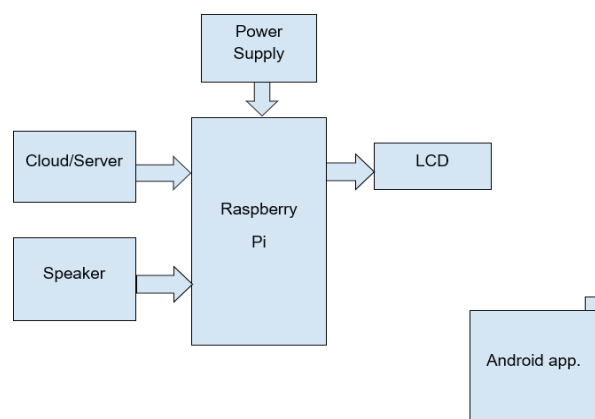 Power
Supply
Cloud/Server
LCD
Raspberry
Pi
Speaker
Android app.